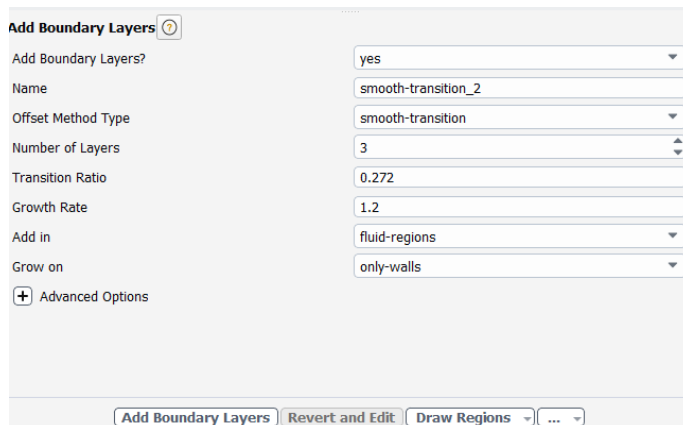 Add Boundary Layers ?
Add Boundary Layers? yes
Name smooth-transition_2
Offset Method Type smooth-transition
Number of Layers 3
Transition Ratio 0.272
Growth Rate 1.2
Add in fluid-regions
Grow on only-walls
+ Advanced Options
Add Boundary Layers Revert and Edit Draw Regions ...